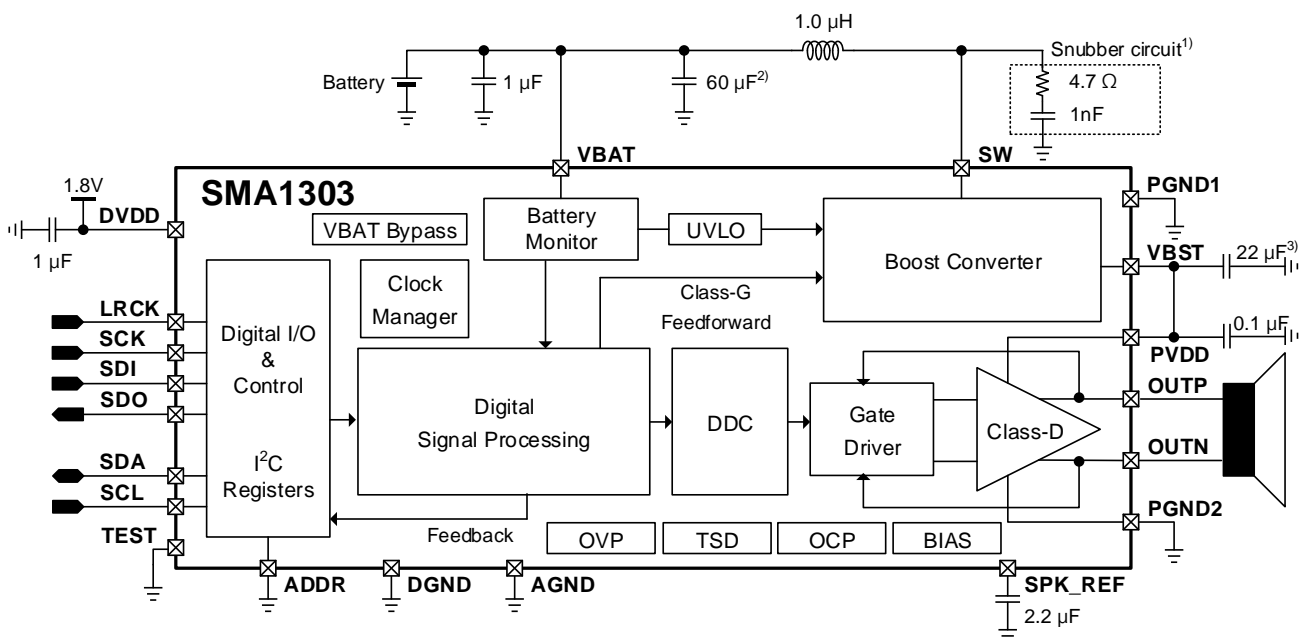 1.0 µH
Snubber circuit1)
Battery
1 µF
60 µF2)
4.7 Ω
1nF
VBAT
SW
SMA1303
1.8V
DVDD
1 µF
PGND1
VBAT Bypass
Battery
Monitor
UVLO
Boost Converter
VBST
22 µF3)
Clock
Manager
Class-G
Feedforward
0.1 µF
PVDD
LRCK
SCK
SDI
SDO
SDA
SCL
TEST
Digital I/O
&
Control
I2C
Registers
Digital
Signal Processing
DDC
Gate
Driver
Class-D
OUTP
OUTN
PGND2
Feedback
OVP
TSD
OCP
BIAS
ADDR
DGND
AGND
SPK_REF
2.2 µF